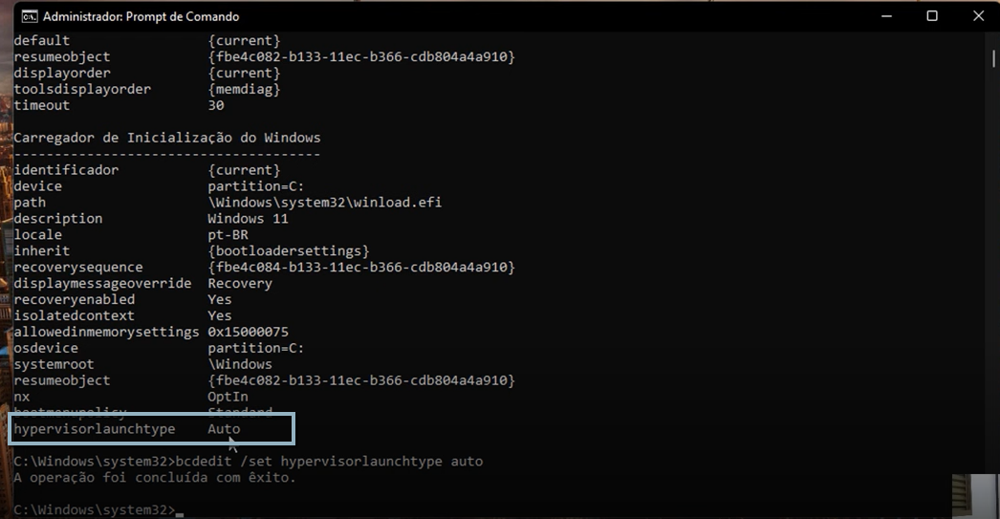 Administrador: Prompt de Comando
default {current}
resumeobject {fbe4c082-b133-11ec-b366-cdb804a4a910}
displayorder {current}
toolsdisplayorder {memdiag}
timeout 30
Carregador de Inicialização do Windows
--------------------------------------
identificador {current}
device partition=C:
path \Windows\system32\winload.efi
description Windows 11
locale pt-BR
inherit {bootloadersettings}
recoverysequence {fbe4c084-b133-11ec-b366-cdb804a4a910}
displaymessageoverride Recovery
recoveryenabled Yes
isolatedcontext Yes
allowedinmemorysettings 0x15000075
osdevice partition=C:
systemroot \Windows
resumeobject {fbe4c082-b133-11ec-b366-cdb804a4a910}
nx OptIn
bootmenupolicy Standard
hypervisorlaunchtype Auto
C:\Windows\system32>bcdedit /set hypervisorlaunchtype auto
A operação foi concluída com êxito.
C:\Windows\system32>